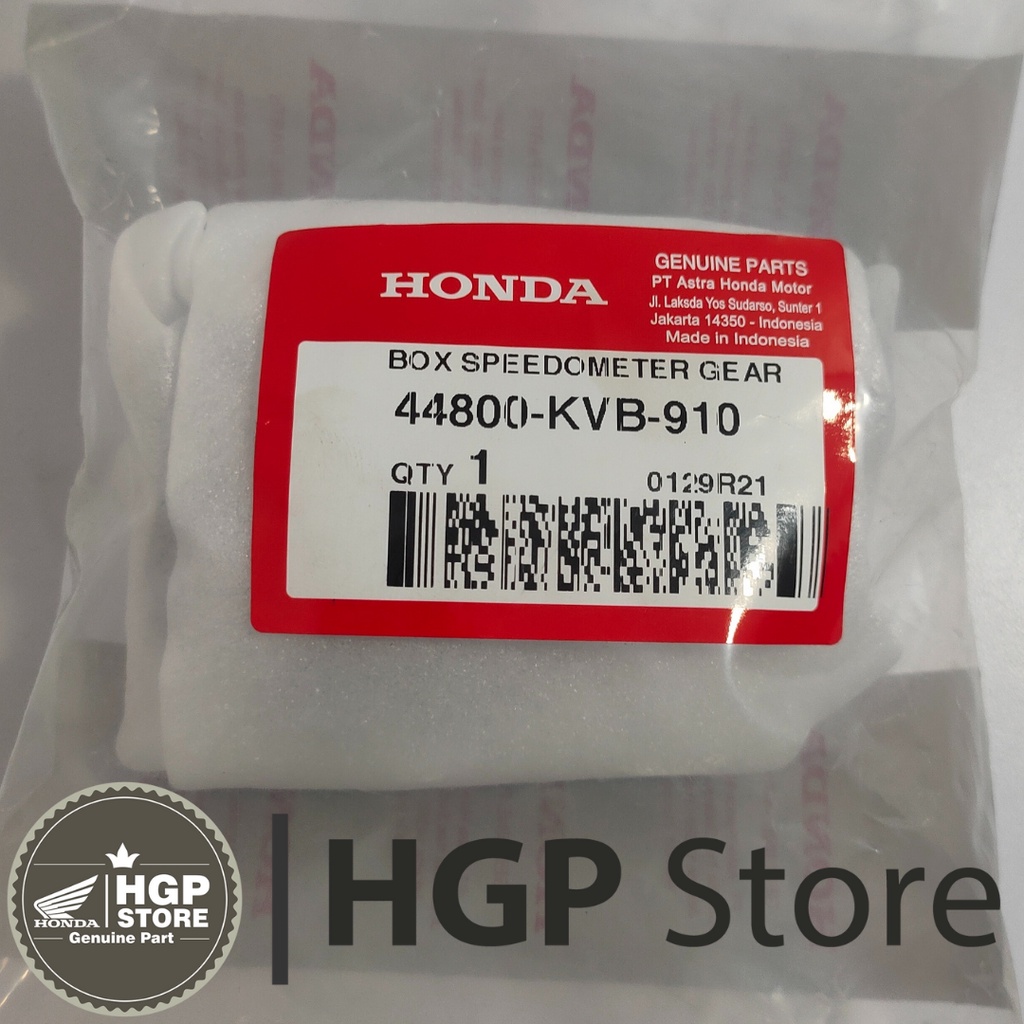 HONDA
GENUINE PARTS
PT Astra Honda Motor
Jl. Laksda Yos Sudarso, Sunter 1
Jakarta 14350 - Indonesia
Made in Indonesia
BOX SPEEDOMETER GEAR
44800-KVB-910
QTY 1
0129R21
HONDA
HGP
STORE
Genuine Part
HGP Store